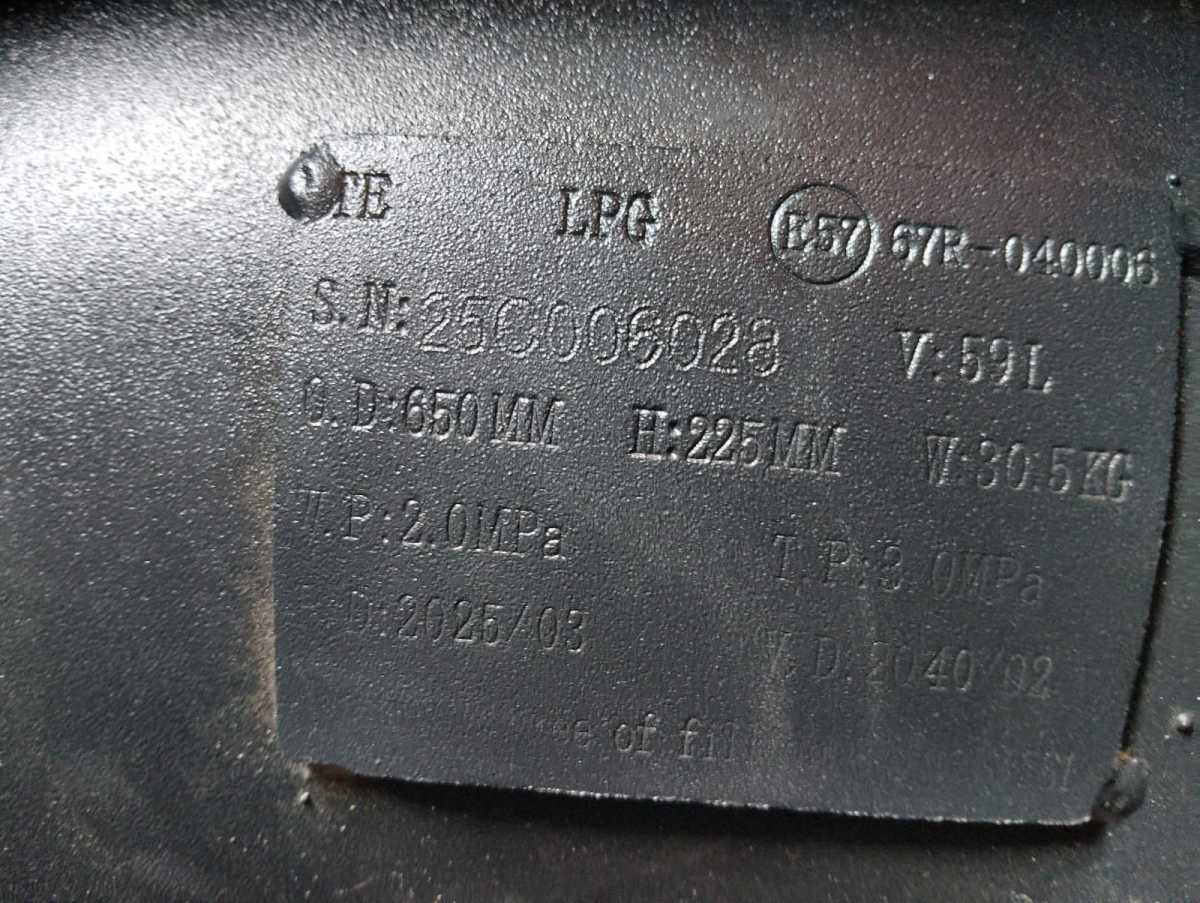 TE LPG E57 67R-040006
S.N: 25C006028 V:59L
O.D:650MM H:225MM W:30.5KG
W.P:2.0MPa T.P:3.0MPa
D:2025/03 V.D:2040/02
of